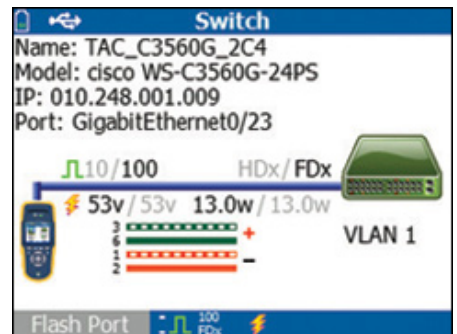 Switch
Name: TAC_C3560G_2C4
Model: cisco WS-C3560G-24PS
IP: 010.248.001.009
Port: GigabitEthernet0/23
10/100 HDx/FDx
53v/53v 13.0w/13.0w
3
6
+
1
2
-
VLAN 1
Flash Port
100
FDx